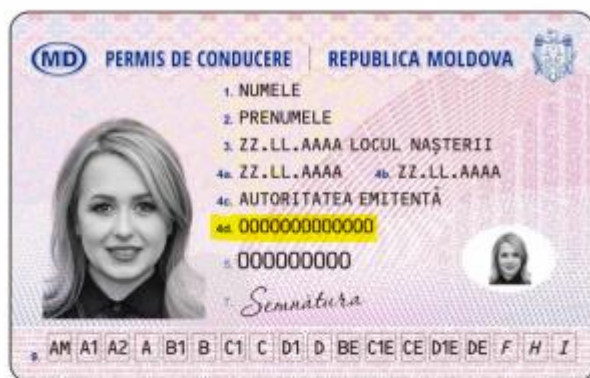 MD PERMIS DE CONDUCERE | REPUBLICA MOLDOVA
1. NUMELE
2. PRENUMELE
3. ZZ.LL.AAAA LOCUL NAȘTERII
4a. ZZ.LL.AAAA 4b. ZZ.LL.AAAA
4c. AUTORITATEA EMITENTĂ
4d. 0000000000000
5. 000000000
7. Semnătura
9. AM A1 A2 A B1 B C1 C D1 D BE C1E CE D1E DE F H I